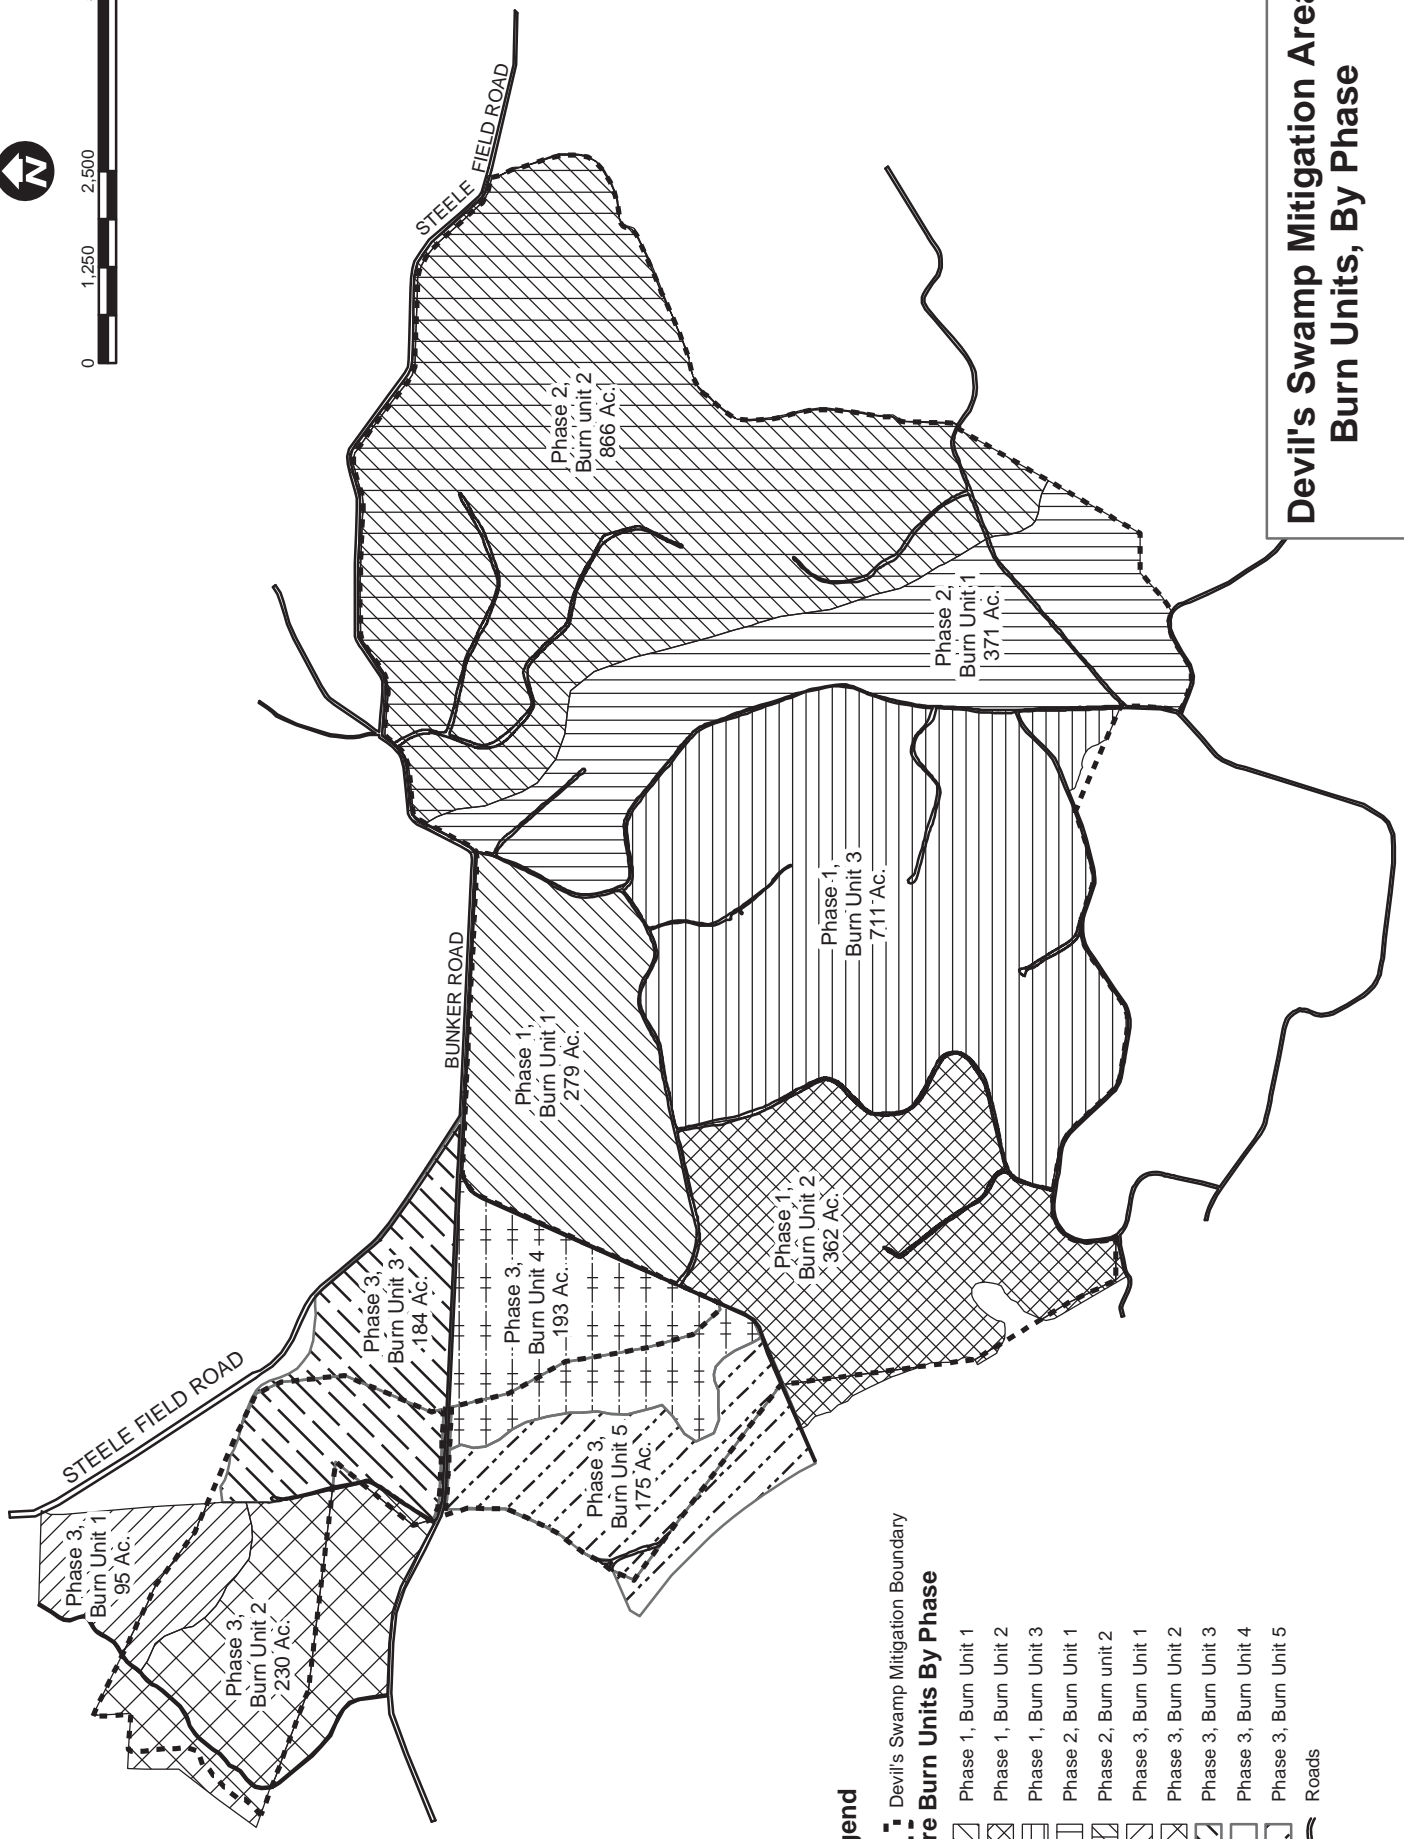 N
0
1,250
2,500
STEELE FIELD ROAD
STEELE FIELD ROAD
BUNKER ROAD
Phase 3,
Burn Unit 1
95 Ac.
Phase 3,
Burn Unit 2
230 Ac.
Phase 3,
Burn Unit 3
184 Ac.
Phase 3,
Burn Unit 4
193 Ac.
Phase 3,
Burn Unit 5
175 Ac.
Phase 1,
Burn Unit 1
279 Ac.
Phase 1,
Burn Unit 2
362 Ac.
Phase 1,
Burn Unit 3
711 Ac.
Phase 2,
Burn unit 2
866 Ac.
Phase 2,
Burn Unit 1
371 Ac.
gend
Devil's Swamp Mitigation Boundary
re Burn Units By Phase
Phase 1, Burn Unit 1
Phase 1, Burn Unit 2
Phase 1, Burn Unit 3
Phase 2, Burn Unit 1
Phase 2, Burn unit 2
Phase 3, Burn Unit 1
Phase 3, Burn Unit 2
Phase 3, Burn Unit 3
Phase 3, Burn Unit 4
Phase 3, Burn Unit 5
Roads
Devil's Swamp Mitigation Area
Burn Units, By Phase